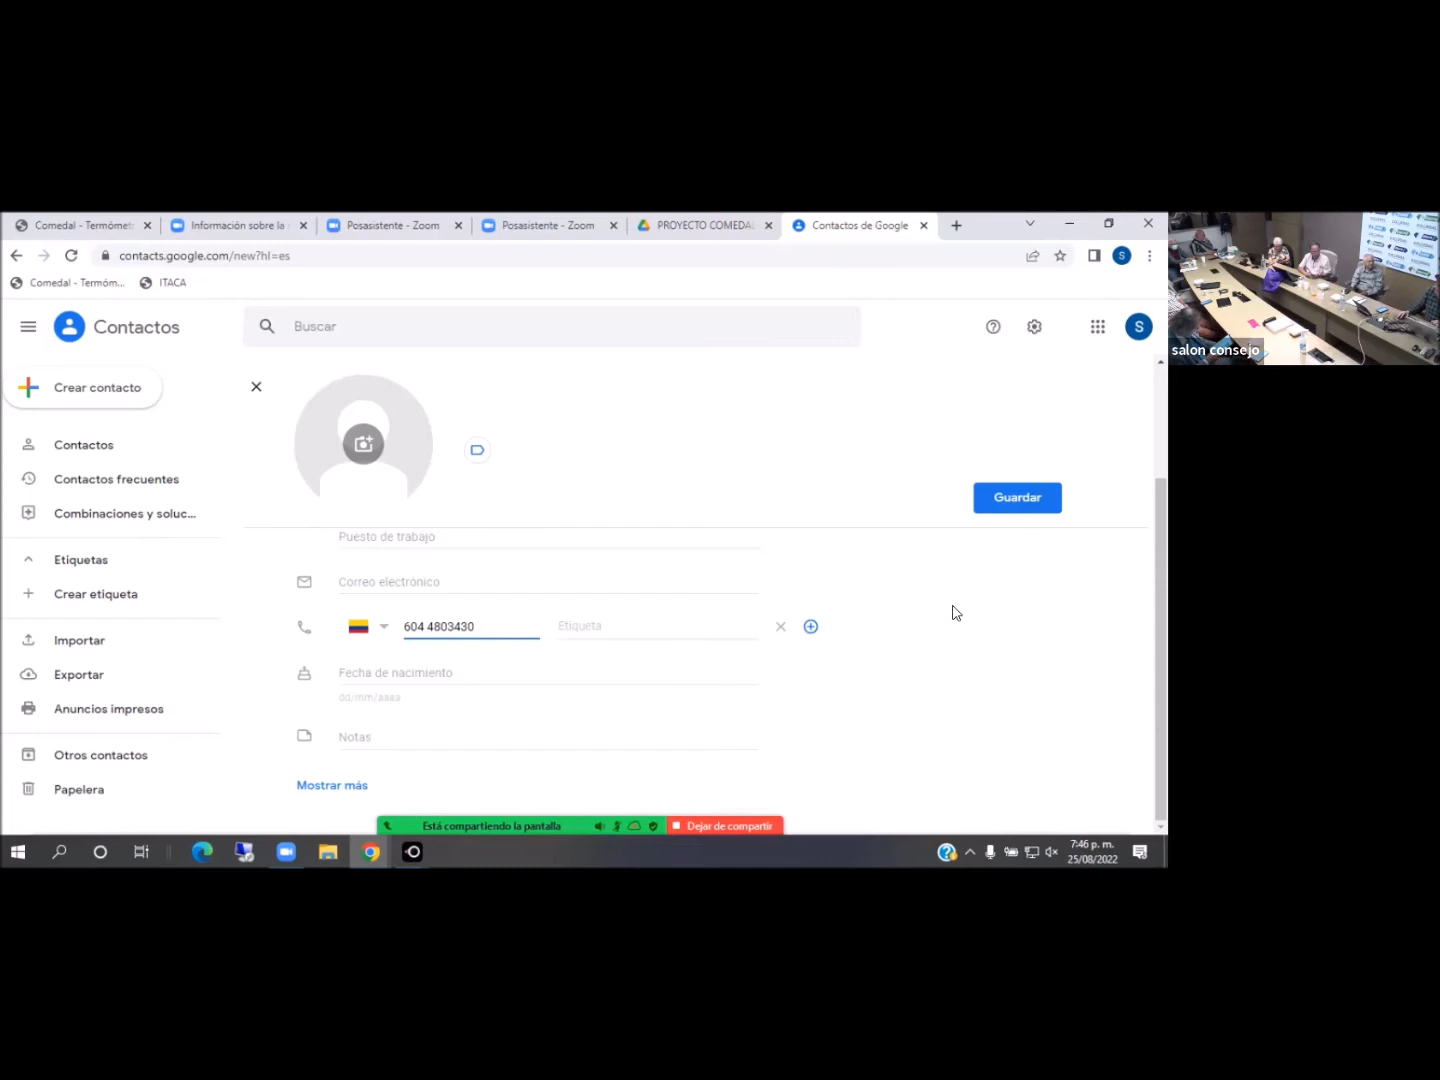 Comedal - Termómetr
Información sobre la
Posasistente - Zoom
Posasistente - Zoom
PROYECTO COMEDAL
Contactos de Google
contacts.google.com/new?hl=es
S
Comedal - Termóm...
ITACA
Contactos
Buscar
S
salon consejo
Crear contacto
Contactos
Contactos frecuentes
Combinaciones y soluc...
Guardar
Puesto de trabajo
Etiquetas
Correo electrónico
Crear etiqueta
604 4803430
Etiqueta
Importar
Exportar
Fecha de nacimiento
dd/mm/aaaa
Anuncios impresos
Notas
Otros contactos
Papelera
Mostrar más
Está compartiendo la pantalla
Dejar de compartir
7:46 p. m.
25/08/2022